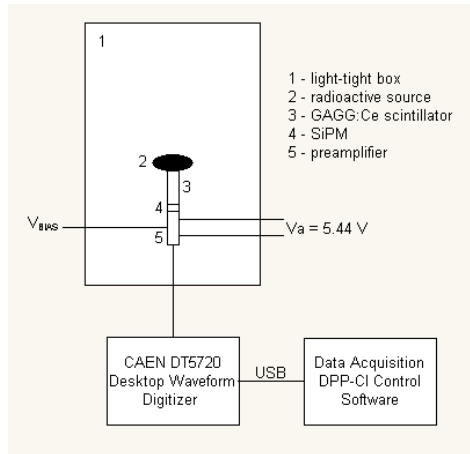 1
1 - light-tight box
2 - radioactive source
3 - GAGG:Ce scintillator
4 - SiPM
5 - preamplifier
2
3
4
V BIAS
5
Va = 5.44 V
CAEN DT5720
Desktop Waveform
Digitizer
USB
Data Acquisition
DPP-CI Control
Software